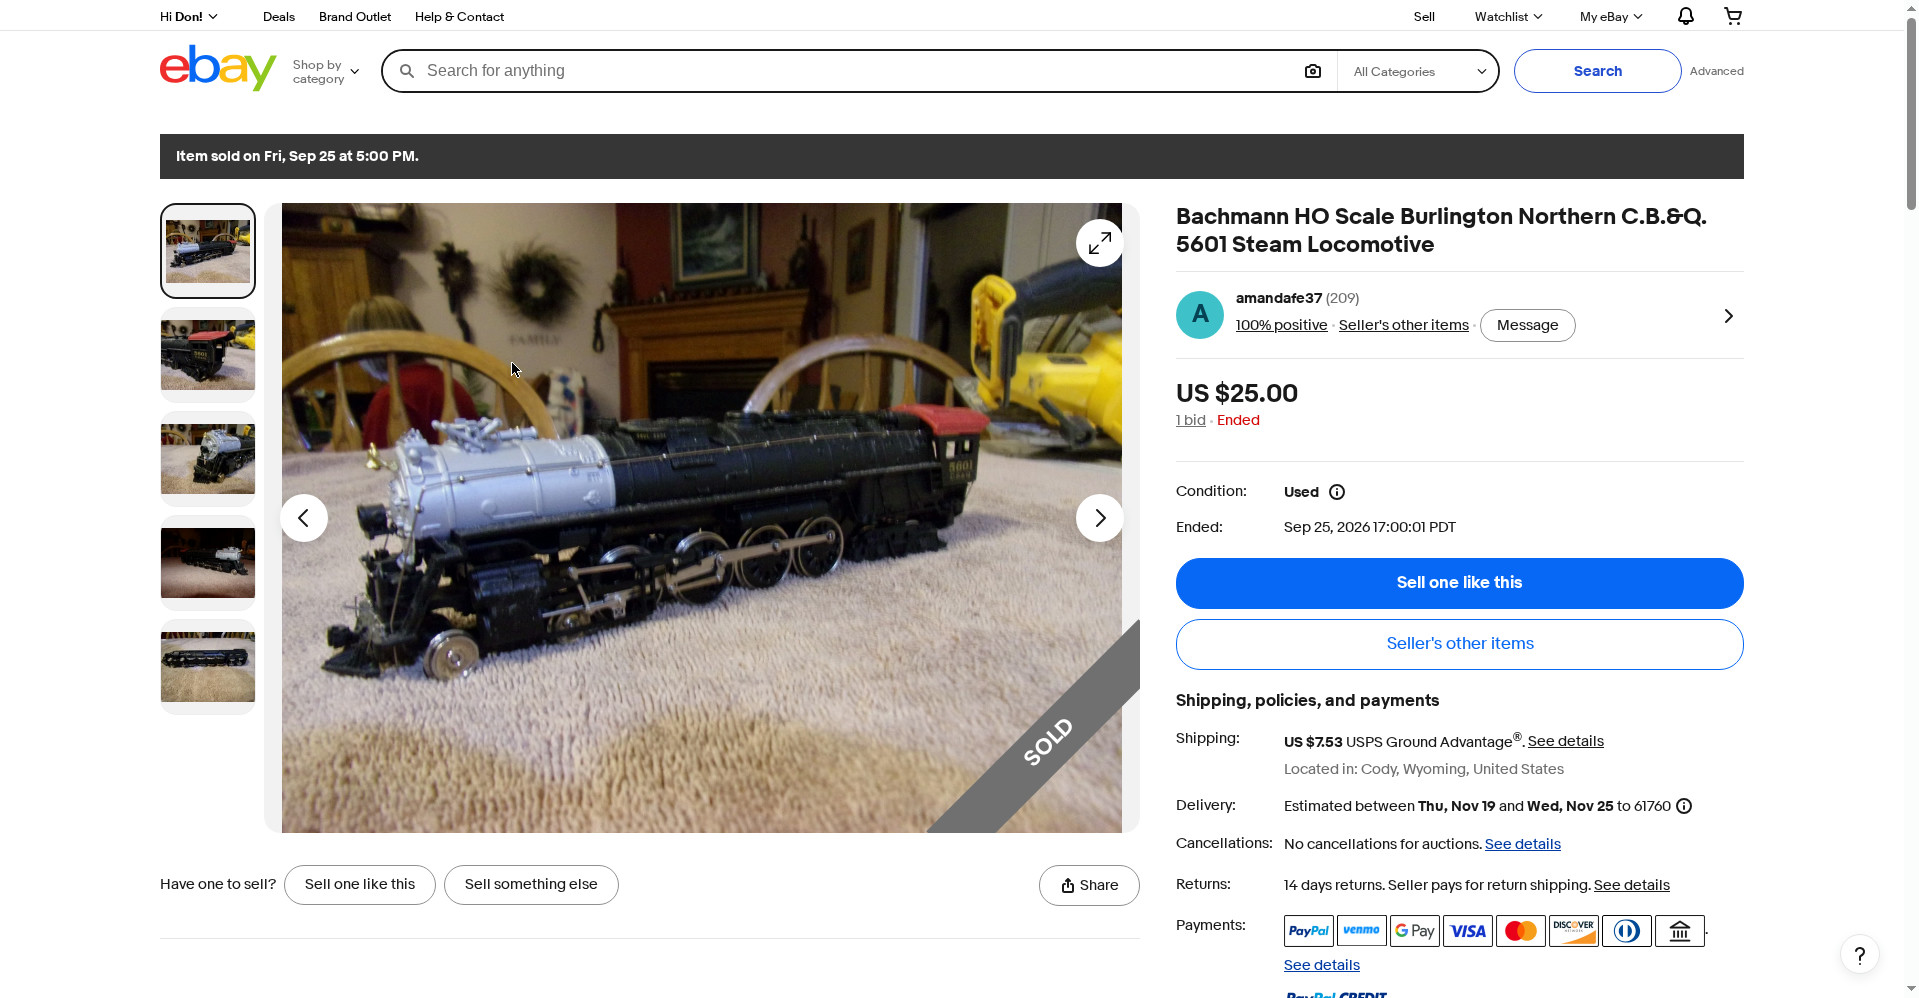 Hi Don!
Deals
Brand Outlet
Help & Contact
Sell
Watchlist
My eBay
ebay
Shop by category
Search for anything
All Categories
Search
Advanced
Item sold on Fri, Sep 25 at 5:00 PM.
FAMILY
5601
SOLD
Have one to sell?
Sell one like this
Sell something else
Share
Bachmann HO Scale Burlington Northern C.B.&Q.
5601 Steam Locomotive
A
amandafe37 (209)
100% positive · Seller's other items · Message
US $25.00
1 bid · Ended
Condition: Used
Ended: Sep 25, 2026 17:00:01 PDT
Sell one like this
Seller's other items
Shipping, policies, and payments
Shipping: US $7.53 USPS Ground Advantage®. See details
Located in: Cody, Wyoming, United States
Delivery: Estimated between Thu, Nov 19 and Wed, Nov 25 to 61760
Cancellations: No cancellations for auctions. See details
Returns: 14 days returns. Seller pays for return shipping. See details
Payments: PayPal venmo G Pay VISA DISCOVER
See details
PayPal CREDIT
?